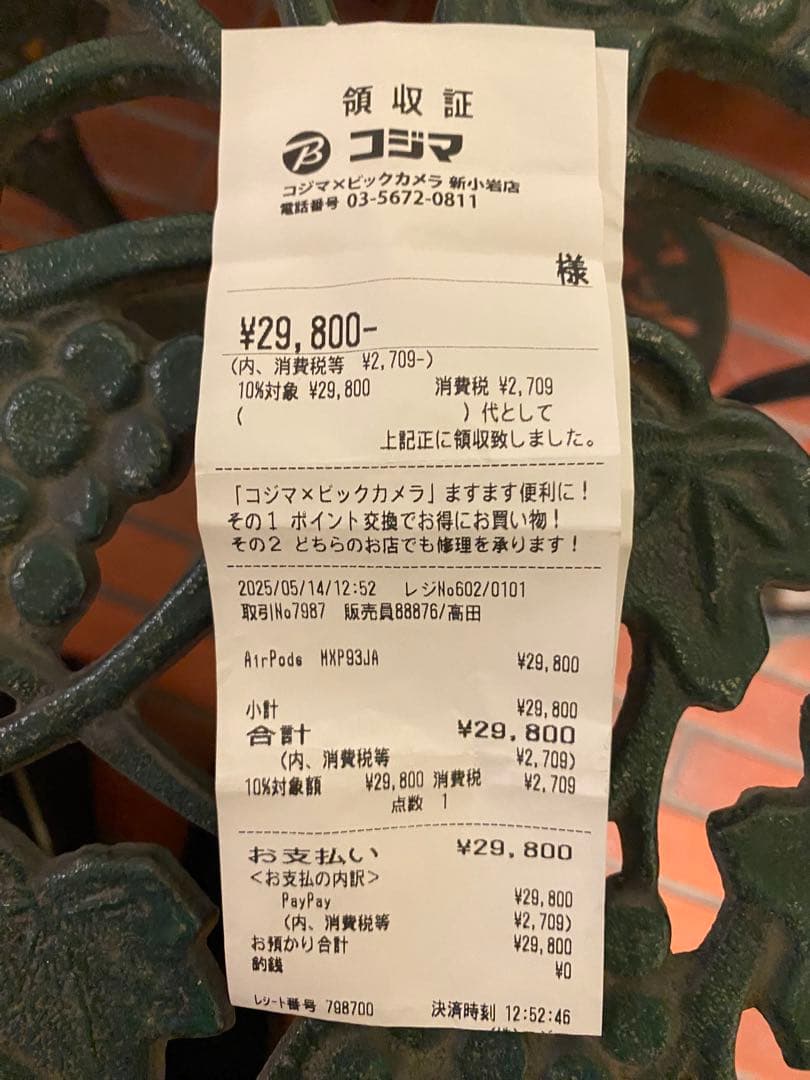 領収証
B コジマ
コジマ×ビックカメラ 新小岩店
電話番号 03-5672-0811
様
¥29,800-
(内、消費税等 ¥2,709-)
10%対象 ¥29,800 消費税 ¥2,709
( )代として
上記正に領収致しました。
「コジマ×ビックカメラ」ますます便利に!
その1 ポイント交換でお得にお買い物!
その2 どちらのお店でも修理を承ります!
2025/05/14/12:52 レジNo602/0101
取引No7987 販売員88876/高田
AirPods MXP93JA ¥29,800
小計 ¥29,800
合計 ¥29,800
(内、消費税等 ¥2,709)
10%対象額 ¥29,800 消費税 ¥2,709
点数 1
お支払い ¥29,800
<お支払の内訳>
PayPay ¥29,800
(内、消費税等 ¥2,709)
お預かり合計 ¥29,800
釣銭 ¥0
レシート番号 798700 決済時刻 12:52:46